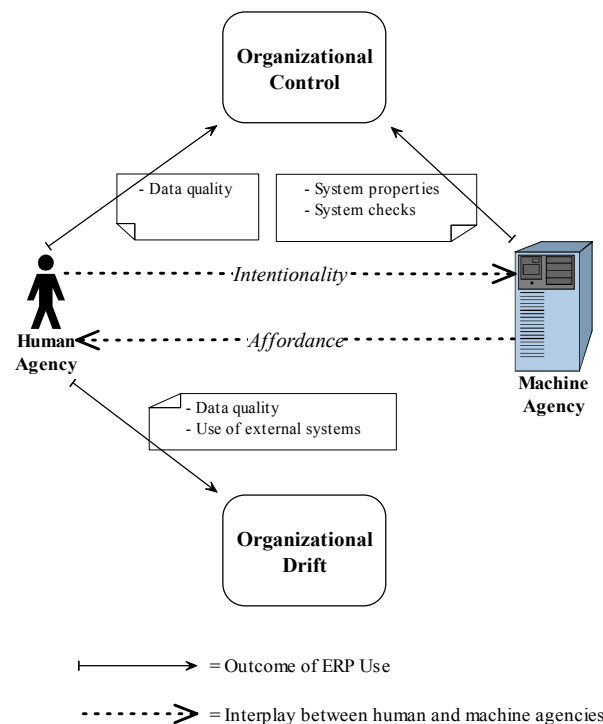 Organizational
Control
- Data quality
- System properties
- System checks
Intentionality
Affordance
Human
Agency
Machine
Agency
- Data quality
- Use of external systems
Organizational
Drift
= Outcome of ERP Use
= Interplay between human and machine agencies